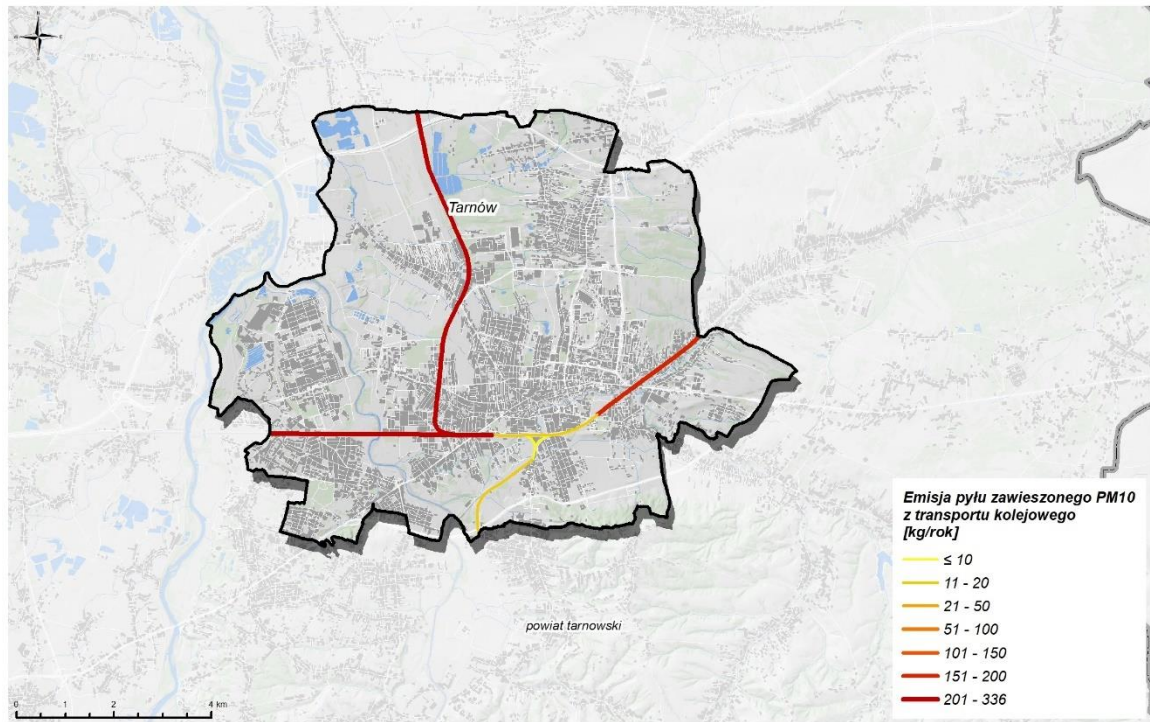 Tarnów
powiat tarnowski
Emisja pyłu zawieszonego PM10
z transportu kolejowego
[kg/rok]
≤ 10
11 - 20
21 - 50
51 - 100
101 - 150
151 - 200
201 - 336
0 1 2 4 km